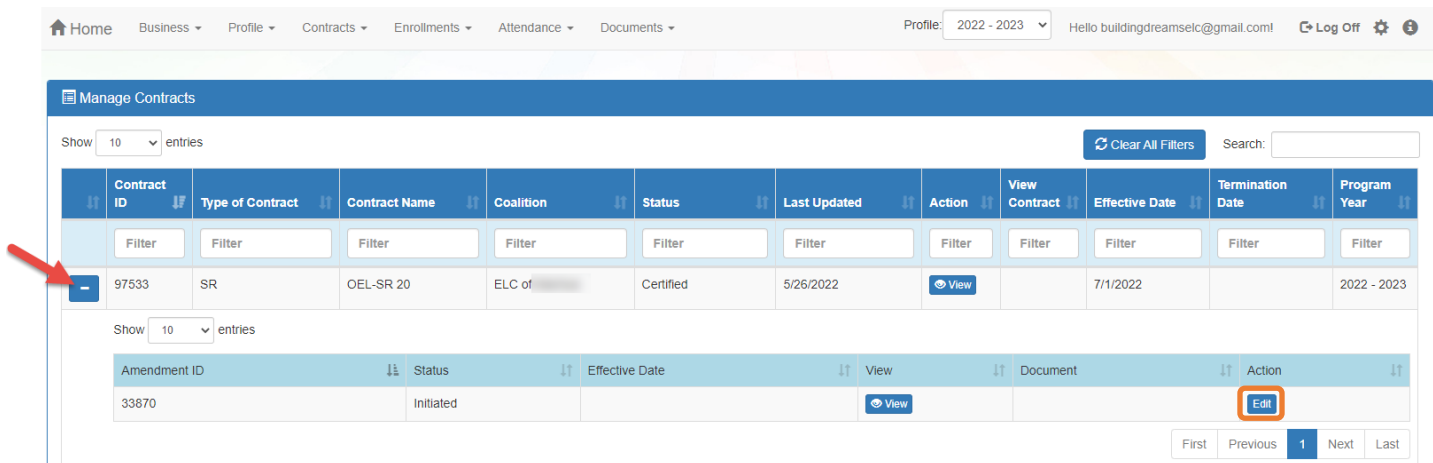 Home Business Profile Contracts Enrollments Attendance Documents Profile: 2022 - 2023 Hello buildingdreamselc@gmail.com! Log Off
Manage Contracts
Show 10 entries Clear All Filters Search:
Contract ID Type of Contract Contract Name Coalition Status Last Updated Action View Contract Effective Date Termination Date Program Year
Filter Filter Filter Filter Filter Filter Filter Filter Filter Filter Filter
97533 SR OEL-SR 20 ELC of Certified 5/26/2022 View 7/1/2022 2022 - 2023
Show 10 entries
Amendment ID Status Effective Date View Document Action
33870 Initiated View Edit
First Previous 1 Next Last